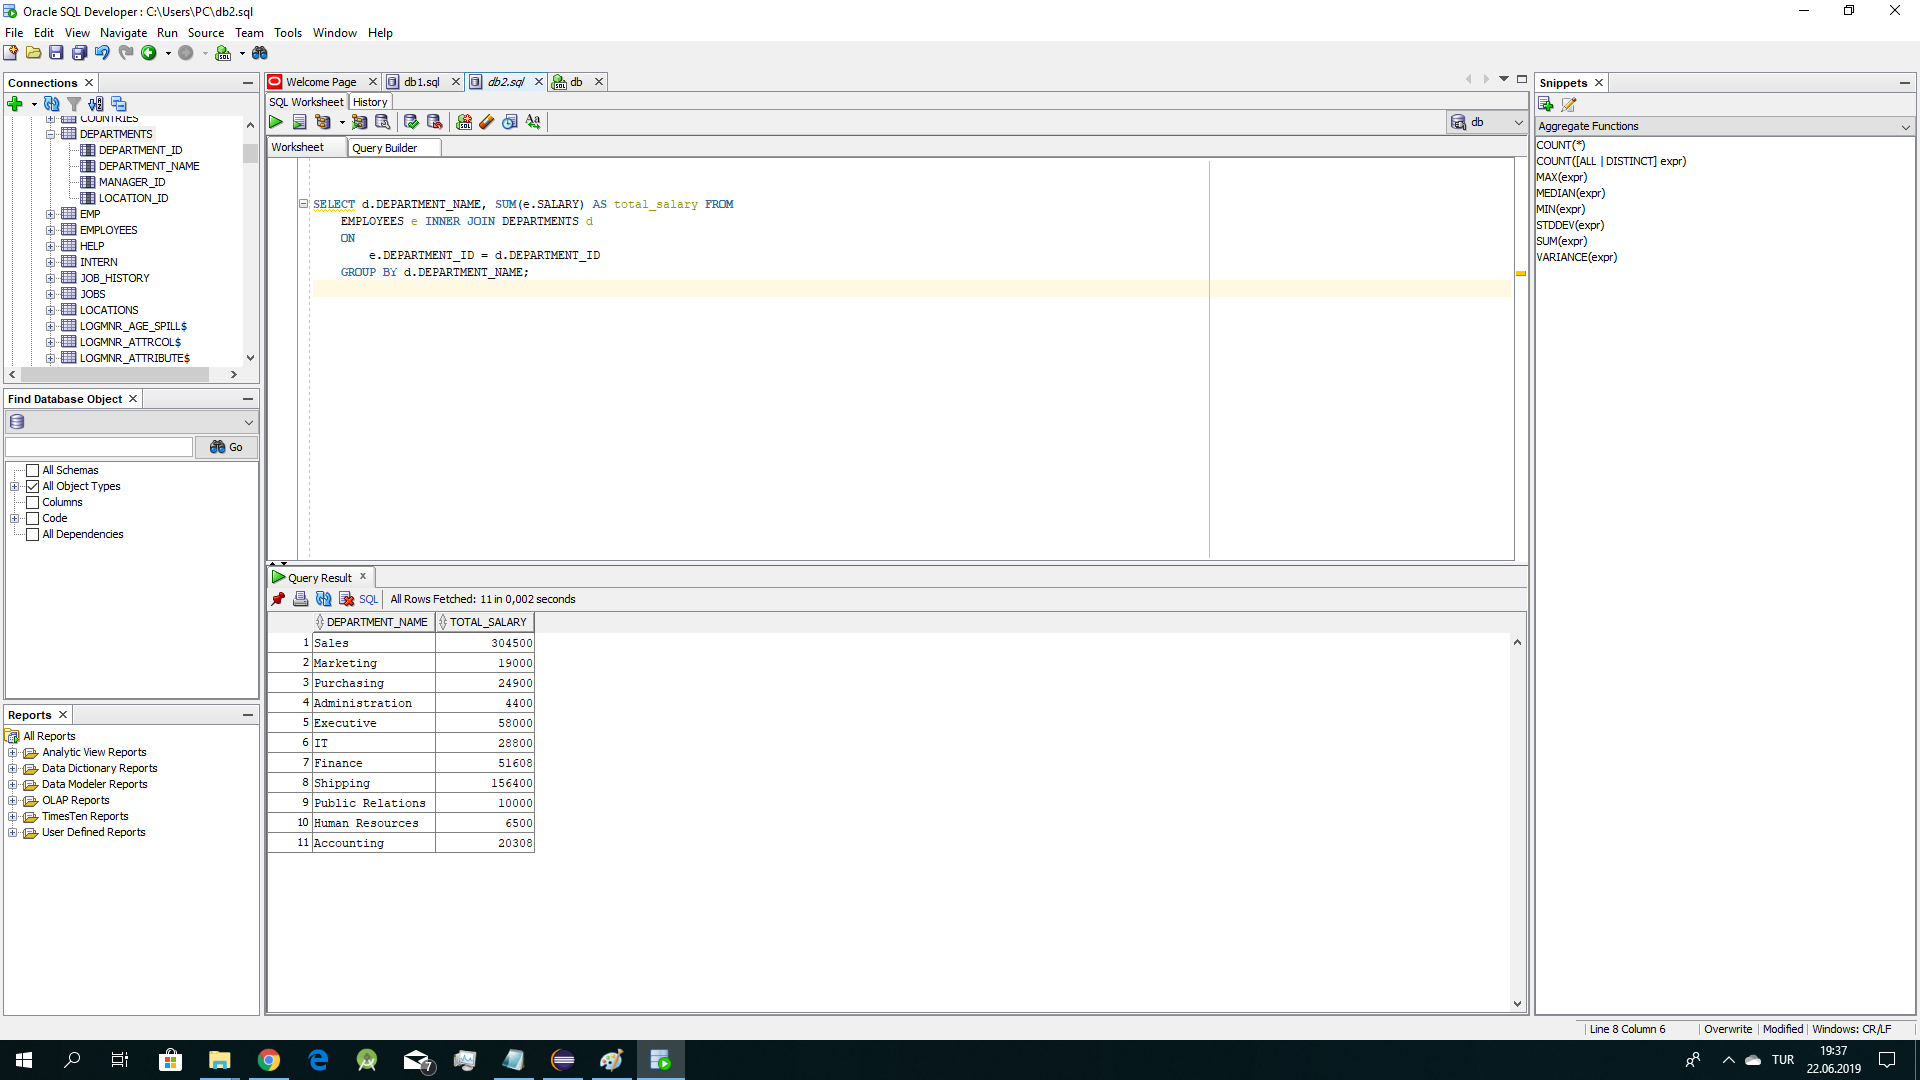 Oracle SQL Developer : C:\Users\PC\db2.sql
File Edit View Navigate Run Source Team Tools Window Help
Connections
COUNTRIES
DEPARTMENTS
DEPARTMENT_ID
DEPARTMENT_NAME
MANAGER_ID
LOCATION_ID
EMP
EMPLOYEES
HELP
INTERN
JOB_HISTORY
JOBS
LOCATIONS
LOGMNR_AGE_SPILL$
LOGMNR_ATTRCOL$
LOGMNR_ATTRIBUTE$
Find Database Object
Go
All Schemas
All Object Types
Columns
Code
All Dependencies
Reports
All Reports
Analytic View Reports
Data Dictionary Reports
Data Modeler Reports
OLAP Reports
TimesTen Reports
User Defined Reports
Welcome Page db1.sql db2.sql db
SQL Worksheet History
db
Worksheet Query Builder
SELECT d.DEPARTMENT_NAME, SUM(e.SALARY) AS total_salary FROM
EMPLOYEES e INNER JOIN DEPARTMENTS d
ON
e.DEPARTMENT_ID = d.DEPARTMENT_ID
GROUP BY d.DEPARTMENT_NAME;
Query Result
SQL All Rows Fetched: 11 in 0,002 seconds
DEPARTMENT_NAME TOTAL_SALARY
1 Sales 304500
2 Marketing 19000
3 Purchasing 24900
4 Administration 4400
5 Executive 58000
6 IT 28800
7 Finance 51608
8 Shipping 156400
9 Public Relations 10000
10 Human Resources 6500
11 Accounting 20308
Snippets
Aggregate Functions
COUNT(*)
COUNT([ALL | DISTINCT] expr)
MAX(expr)
MEDIAN(expr)
MIN(expr)
STDDEV(expr)
SUM(expr)
VARIANCE(expr)
Line 8 Column 6 Overwrite Modified Windows: CR/LF
7
TUR
19:37
22.06.2019